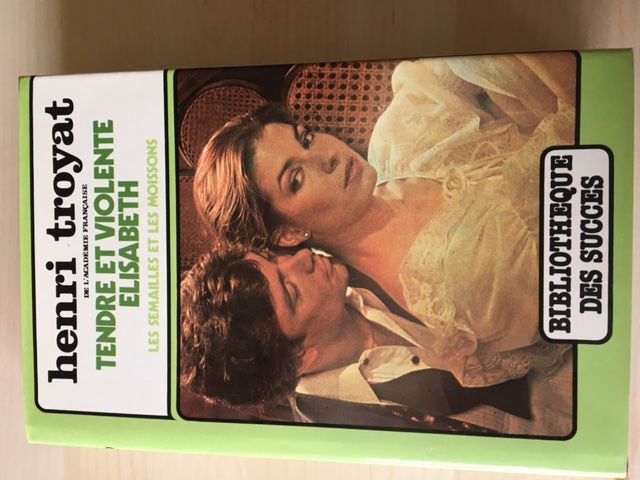 henri troyat
DE L'ACADÉMIE FRANÇAISE
TENDRE ET VIOLENTE
ELISABETH
LES SEMAILLES ET LES MOISSONS
BIBLIOTHEQUE
DES SUCCES